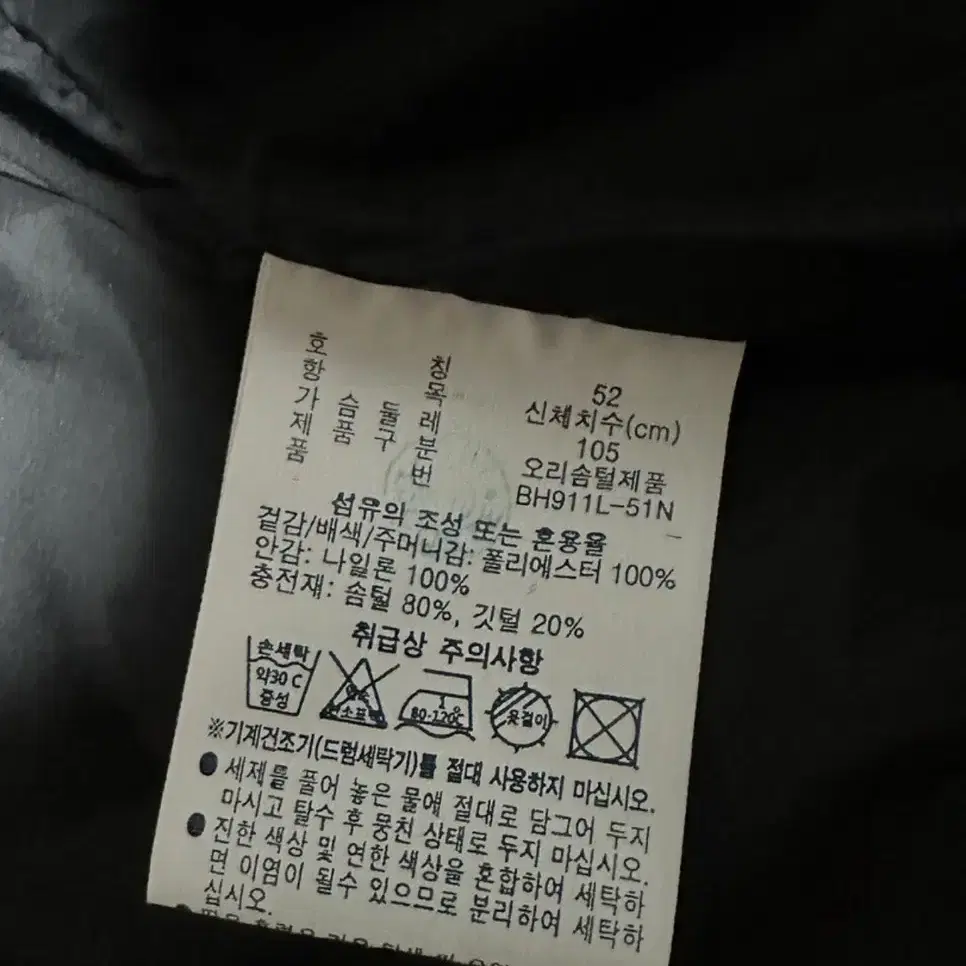 호 칭 52
항 목 신체치수(cm)
가 슴 둘 레 105
제 품 구 분 오리솜털제품
품 번 BH911L-51N
섬유의 조성 또는 혼용율
겉감/배색/주머니감: 폴리에스터 100%
안감: 나일론 100%
충전재: 솜털 80%, 깃털 20%
취급상 주의사항
손세탁
약30 C
중성
80-120C
옷걸이
※기계건조기(드럼세탁기)를 절대 사용하지 마십시오.
● 세제를 풀어 놓은 물에 절대로 담그어 두지
마시고 탈수 후 뭉친 상태로 두지 마십시오.
● 진한 색상 및 연한 색상을 혼합하여 세탁하
면 이염이 될수 있으므로 분리하여 세탁하
십시오.